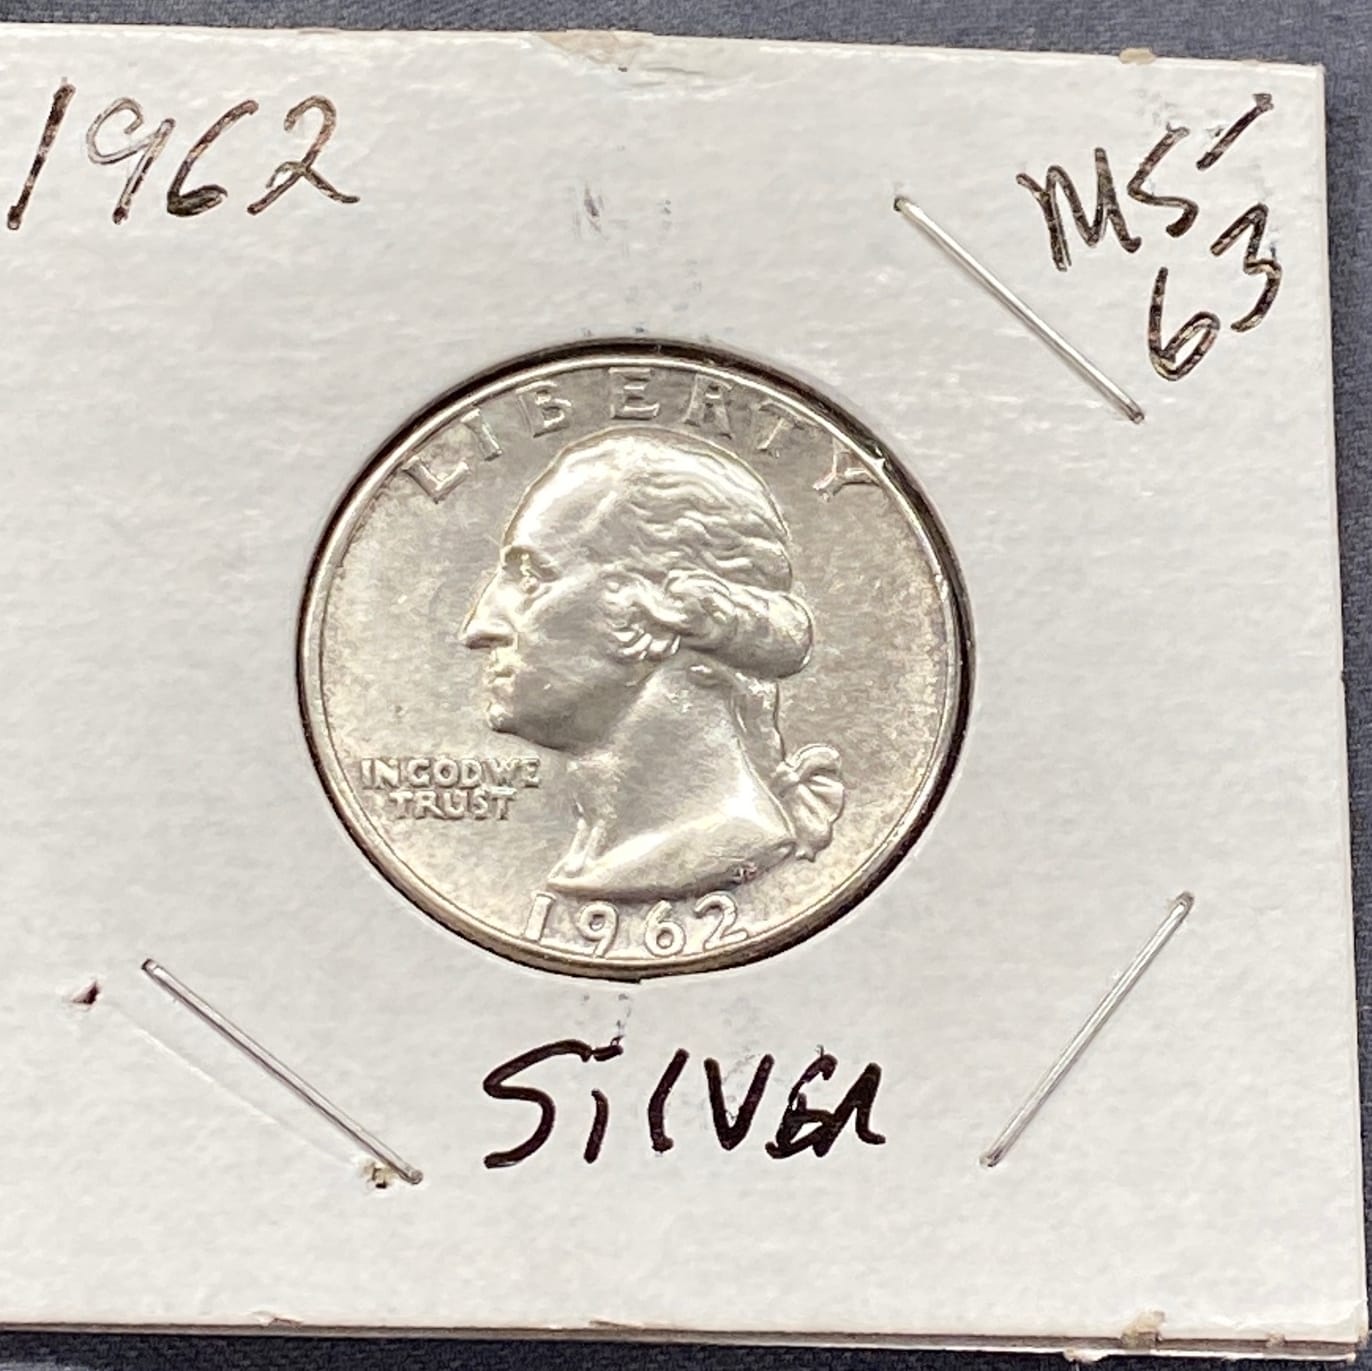 1962
MS
63
LIBERTY
IN GOD WE
TRUST
1962
SILVER